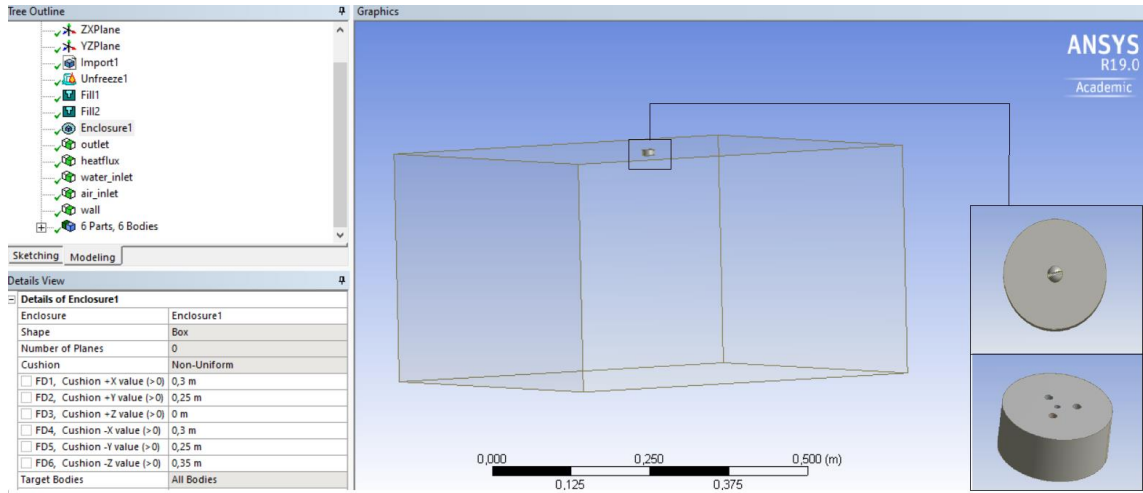 Tree Outline
ZXPlane
YZPlane
Import1
Unfreeze1
Fill1
Fill2
Enclosure1
outlet
heatflux
water_inlet
air_inlet
wall
6 Parts, 6 Bodies
Sketching Modeling
Details View
Details of Enclosure1
Enclosure Enclosure1
Shape Box
Number of Planes 0
Cushion Non-Uniform
FD1, Cushion +X value (>0) 0,3 m
FD2, Cushion +Y value (>0) 0,25 m
FD3, Cushion +Z value (>0) 0 m
FD4, Cushion -X value (>0) 0,3 m
FD5, Cushion -Y value (>0) 0,25 m
FD6, Cushion -Z value (>0) 0,35 m
Target Bodies All Bodies
Graphics
ANSYS
R19.0
Academic
0,000 0,250 0,500 (m)
0,125 0,375